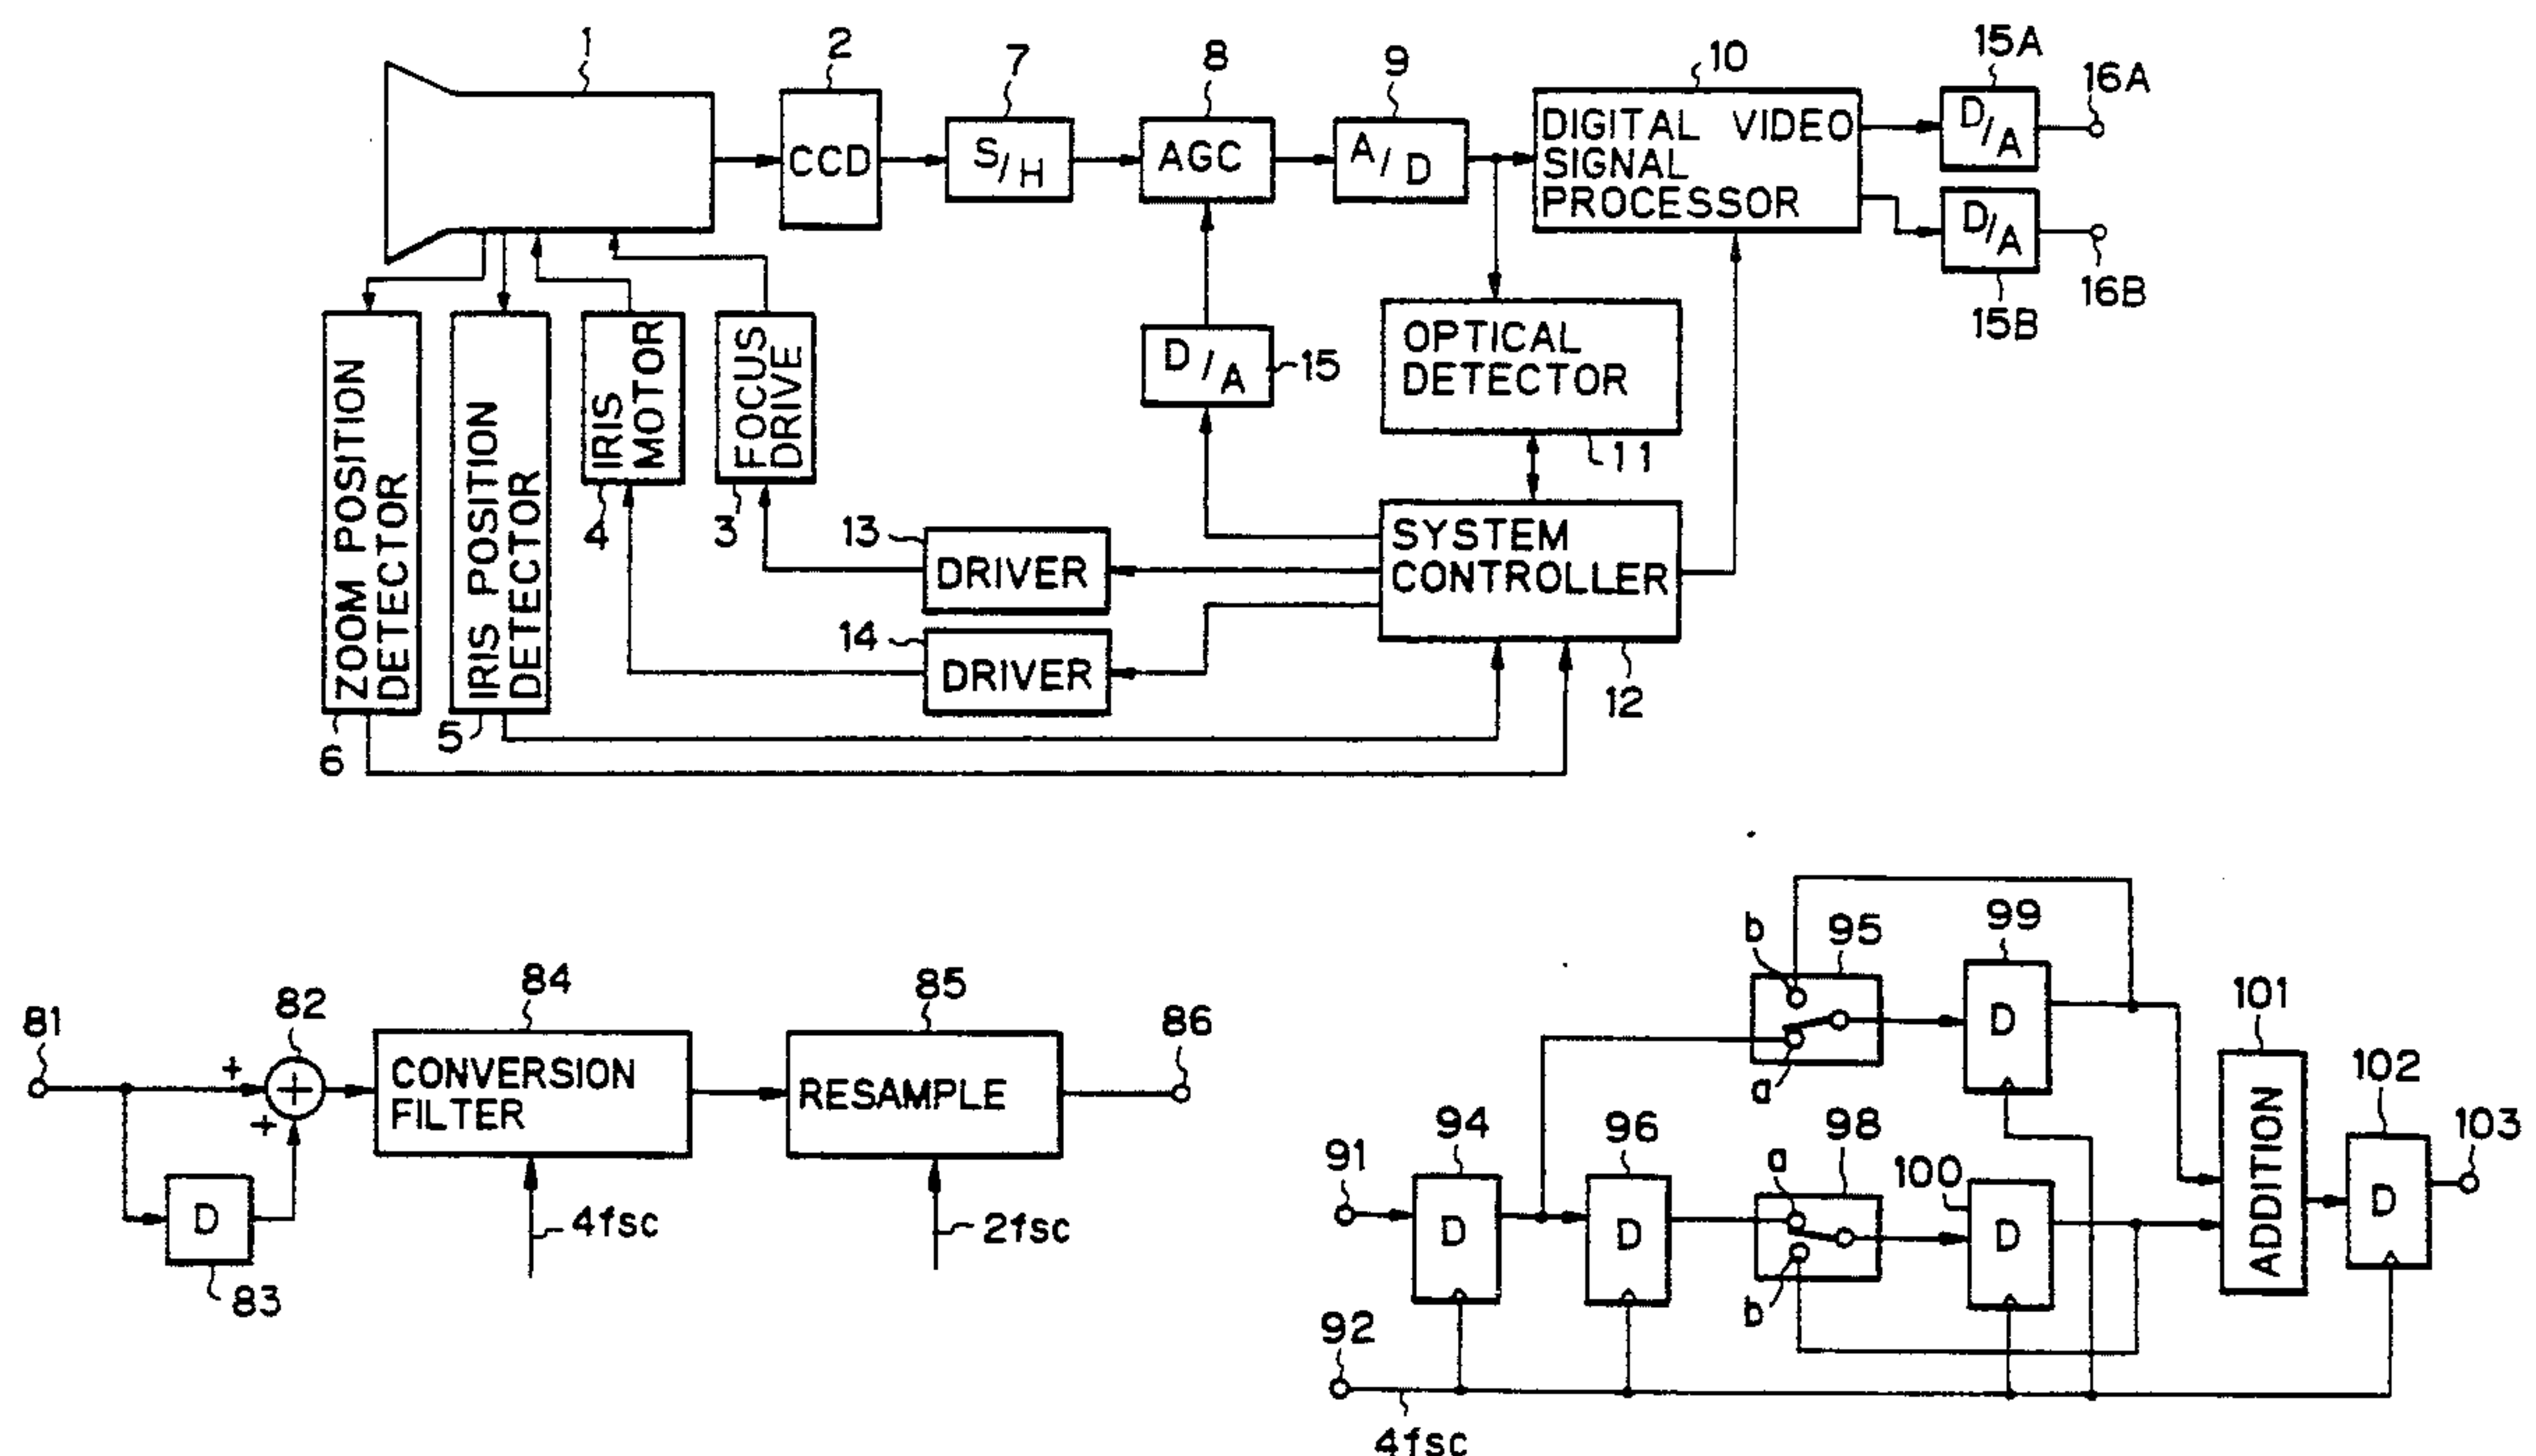 1
2
7
8
9
10
15A
16A
CCD
S/H
AGC
A/D
DIGITAL VIDEO
SIGNAL
PROCESSOR
D/A
D/A
16B
15B
ZOOM POSITION
DETECTOR
IRIS POSITION
DETECTOR
IRIS
MOTOR
FOCUS
DRIVE
D/A
15
OPTICAL
DETECTOR
11
4
3
13
DRIVER
SYSTEM
CONTROLLER
14
DRIVER
12
6
5
81
82
84
85
86
+
+
+
CONVERSION
FILTER
RESAMPLE
D
83
4fsc
2fsc
b
95
99
D
a
101
102
103
91
94
96
a
98
100
D
D
D
b
ADDITION
D
92
4fsc